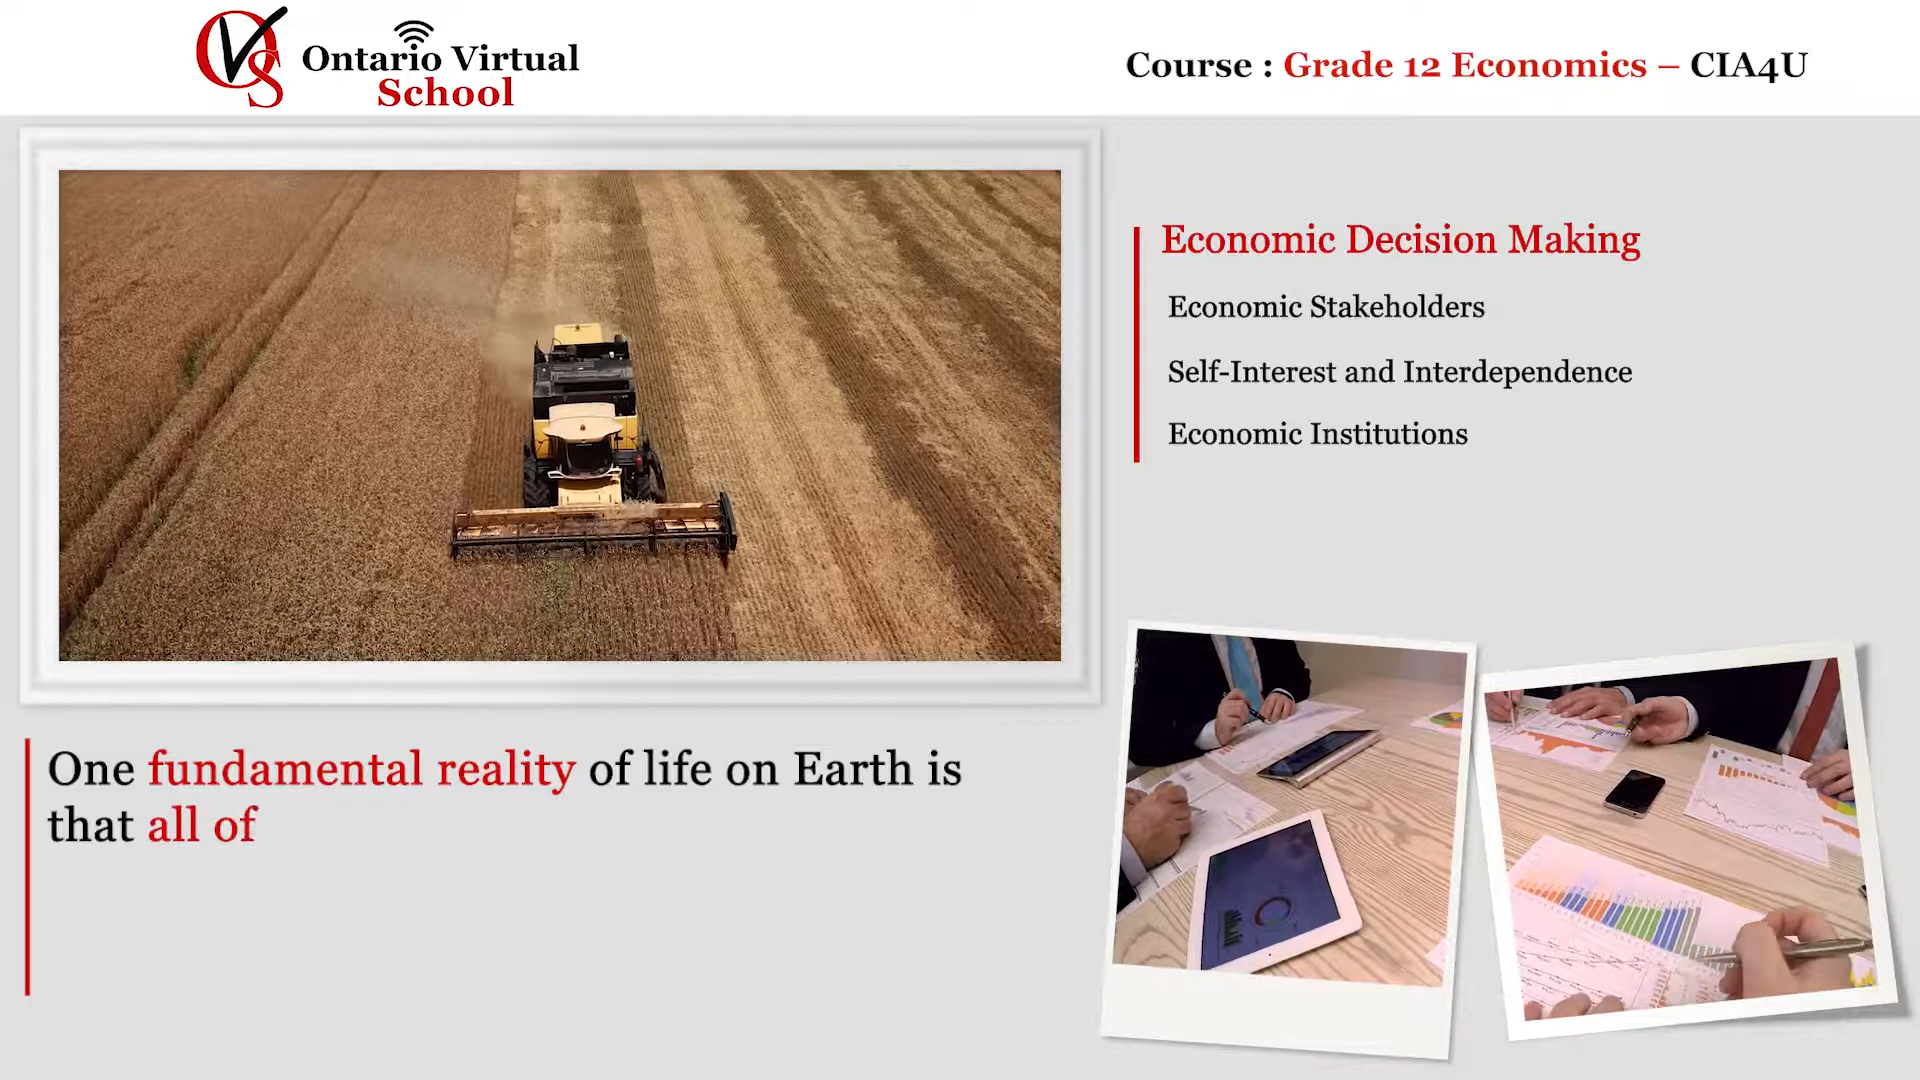 Ontario Virtual
School
Course : Grade 12 Economics – CIA4U
Economic Decision Making
Economic Stakeholders
Self-Interest and Interdependence
Economic Institutions
One fundamental reality of life on Earth is
that all of